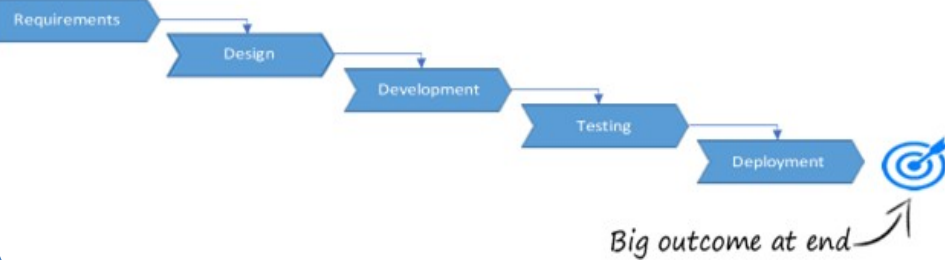 Requirements
Design
Development
Testing
Deployment
Big outcome at end